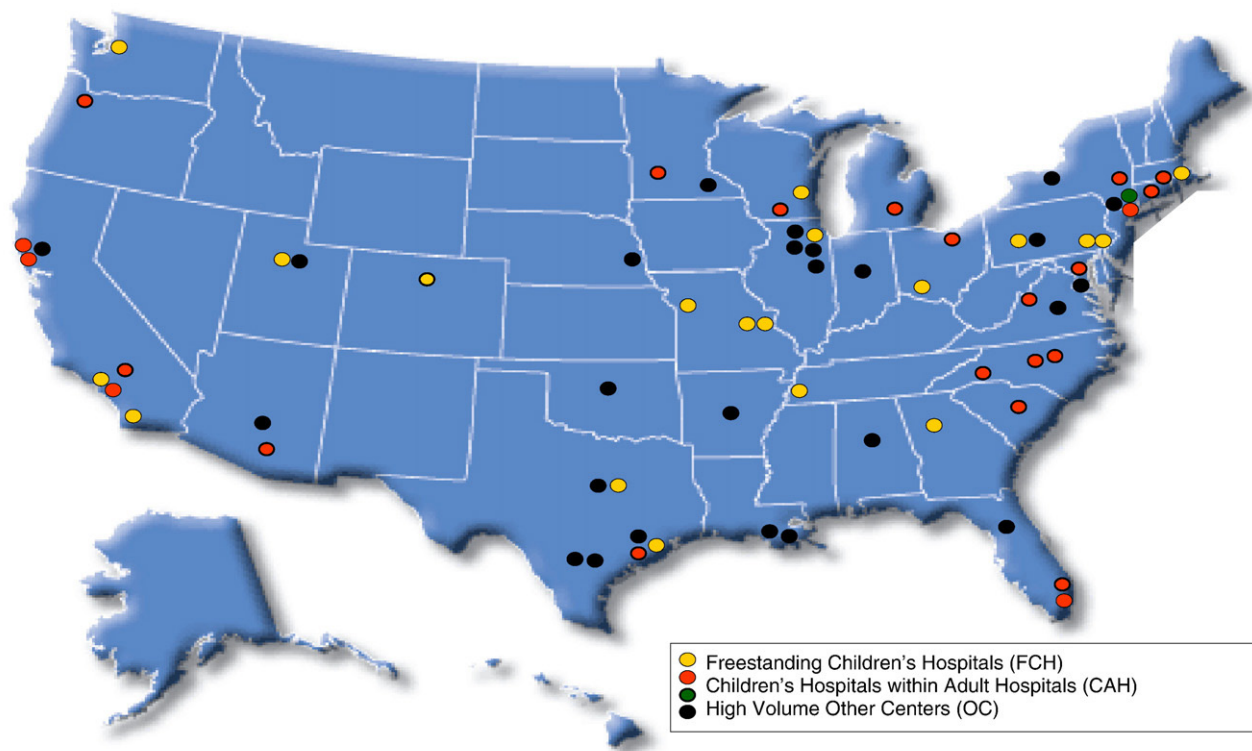 Freestanding Children's Hospitals (FCH)
Children's Hospitals within Adult Hospitals (CAH)
High Volume Other Centers (OC)